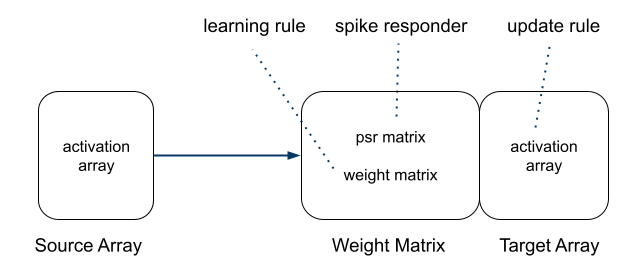 learning rule
spike responder
update rule
activation
array
psr matrix
weight matrix
activation
array
Source Array
Weight Matrix
Target Array